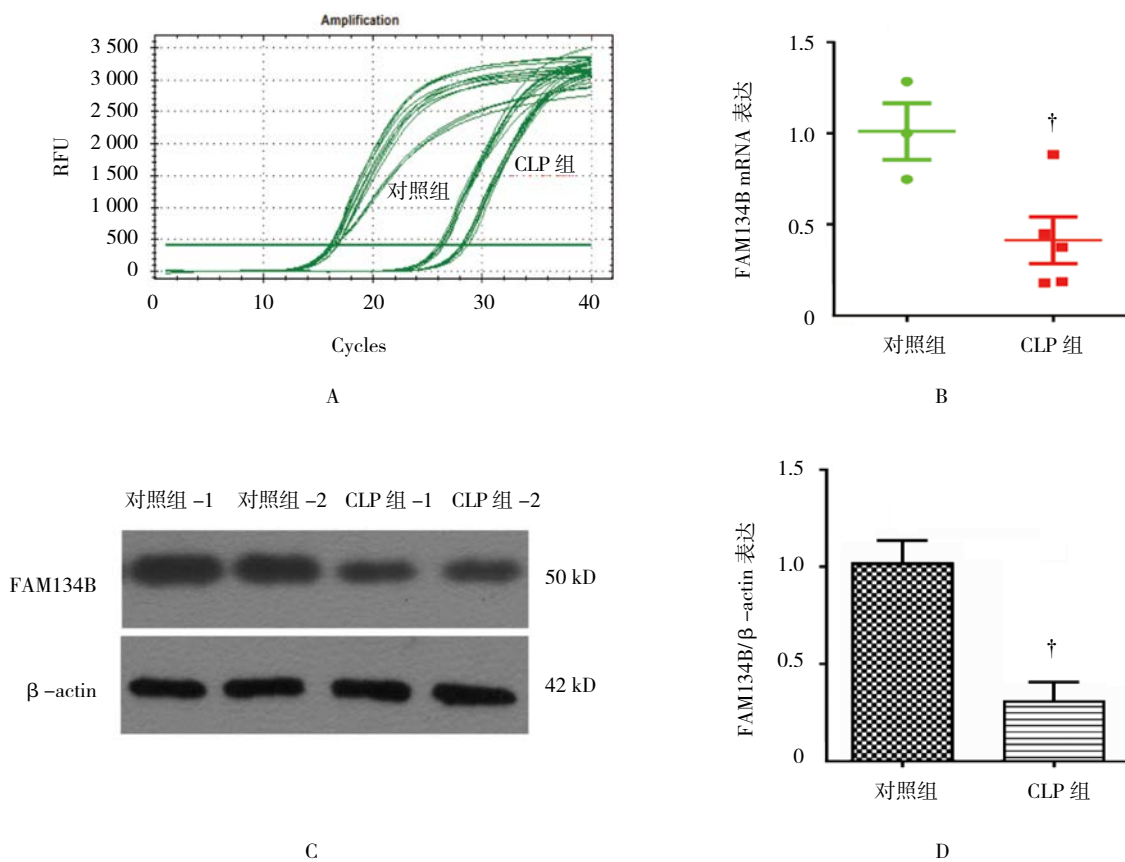 Amplification
RFU
3 500
3 000
2 500
2 000
1 500
1 000
500
0
CLP 组
对照组
0 10 20 30 40
Cycles
A
FAM134B mRNA 表达
1.5
1.0
0.5
0
†
对照组 CLP 组
B
对照组 –1 对照组 –2 CLP 组 –1 CLP 组 –2
FAM134B 50 kD
β –actin 42 kD
C
FAM134B/β –actin 表达
1.5
1.0
0.5
0
†
对照组 CLP 组
D